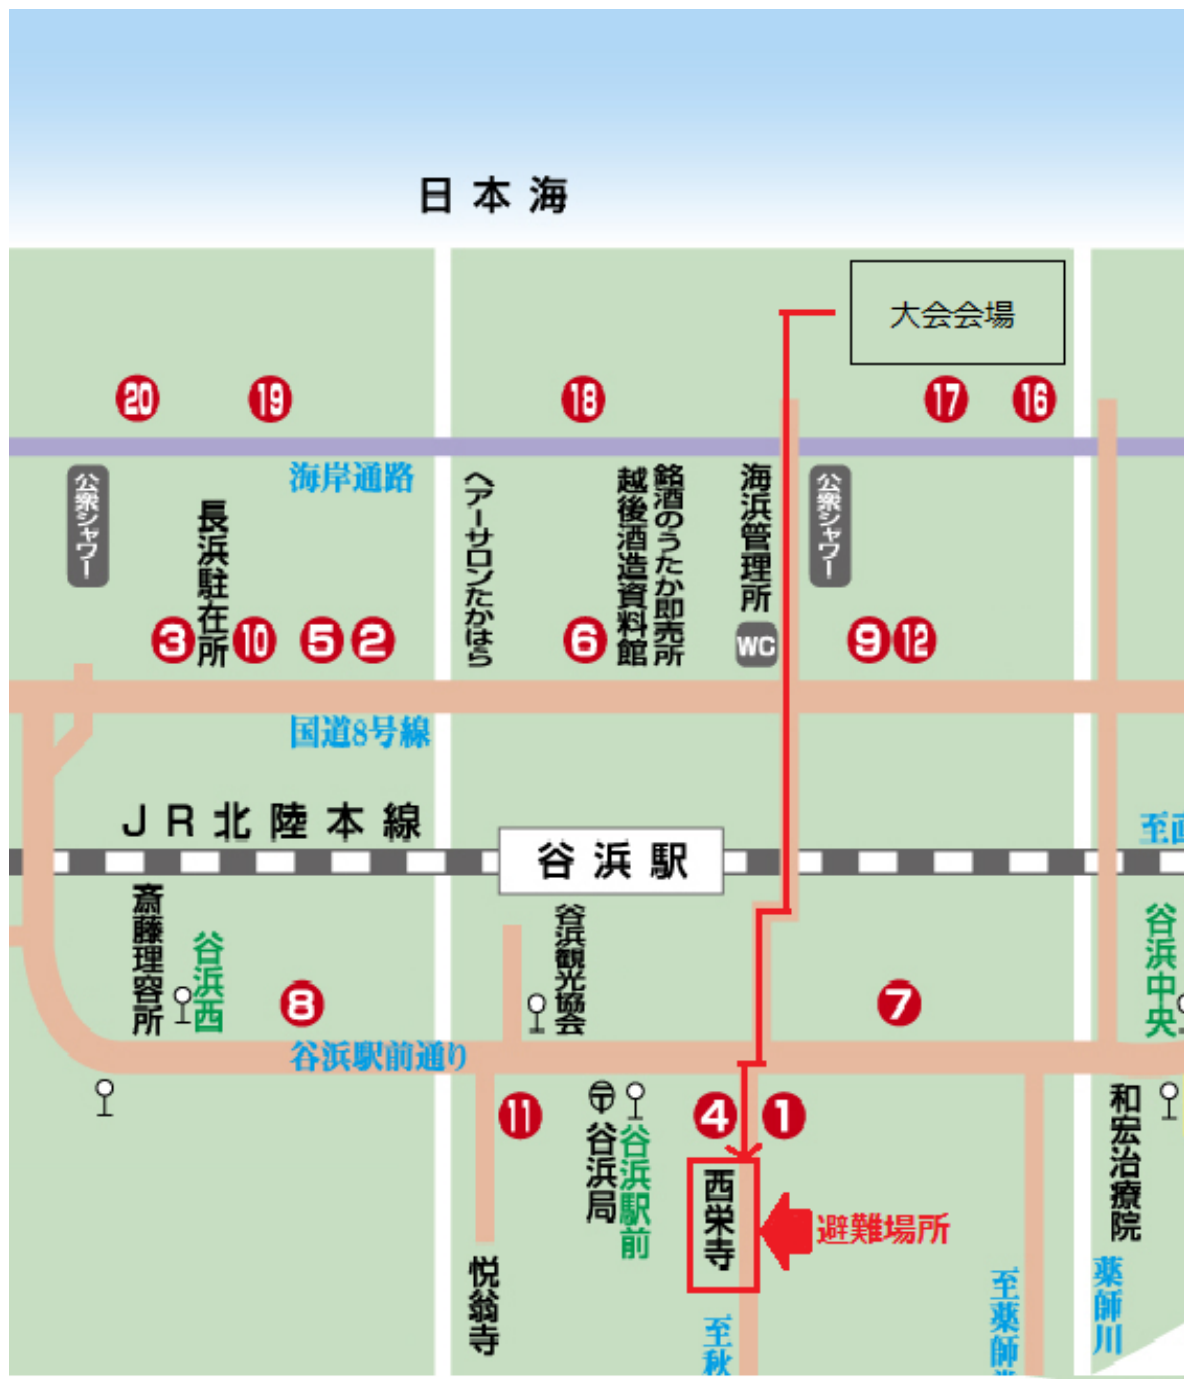 日本海
大会会場
20
19
18
17
16
海岸通路
公衆シャワー
長浜駐在所
ヘアーサロンたかはら
銘酒のうたか即売所
越後酒造資料館
海浜管理所
WC
公衆シャワー
3
10
5
2
6
9
12
国道8号線
JR北陸本線
谷浜駅
至直
斎藤理容所
谷浜西
8
谷浜観光協会
7
谷浜中央
谷浜駅前通り
11
〒谷浜局
谷浜駅前
4
1
和宏治療院
西栄寺
避難場所
悦翁寺
至秋
至薬師
薬師川